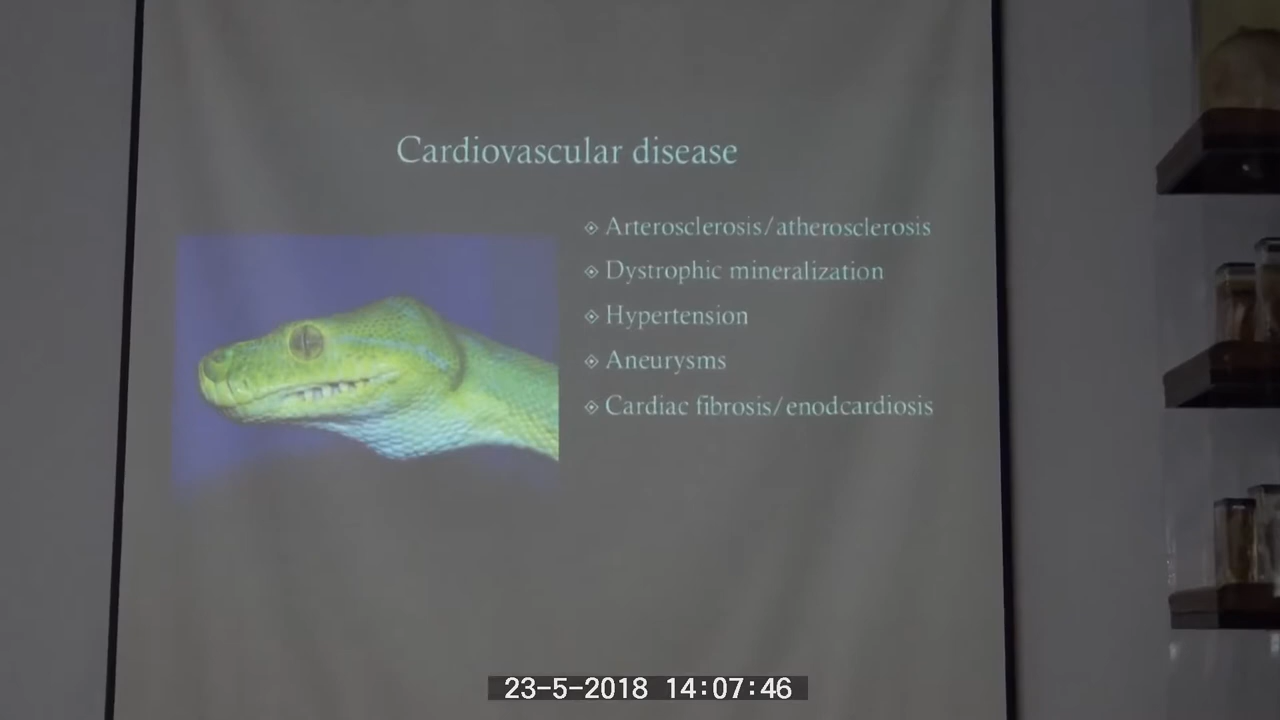 Cardiovascular disease
Arterosclerosis/atherosclerosis
Dystrophic mineralization
Hypertension
Aneurysms
Cardiac fibrosis/enodcardiosis
23-5-2018 14:07:46